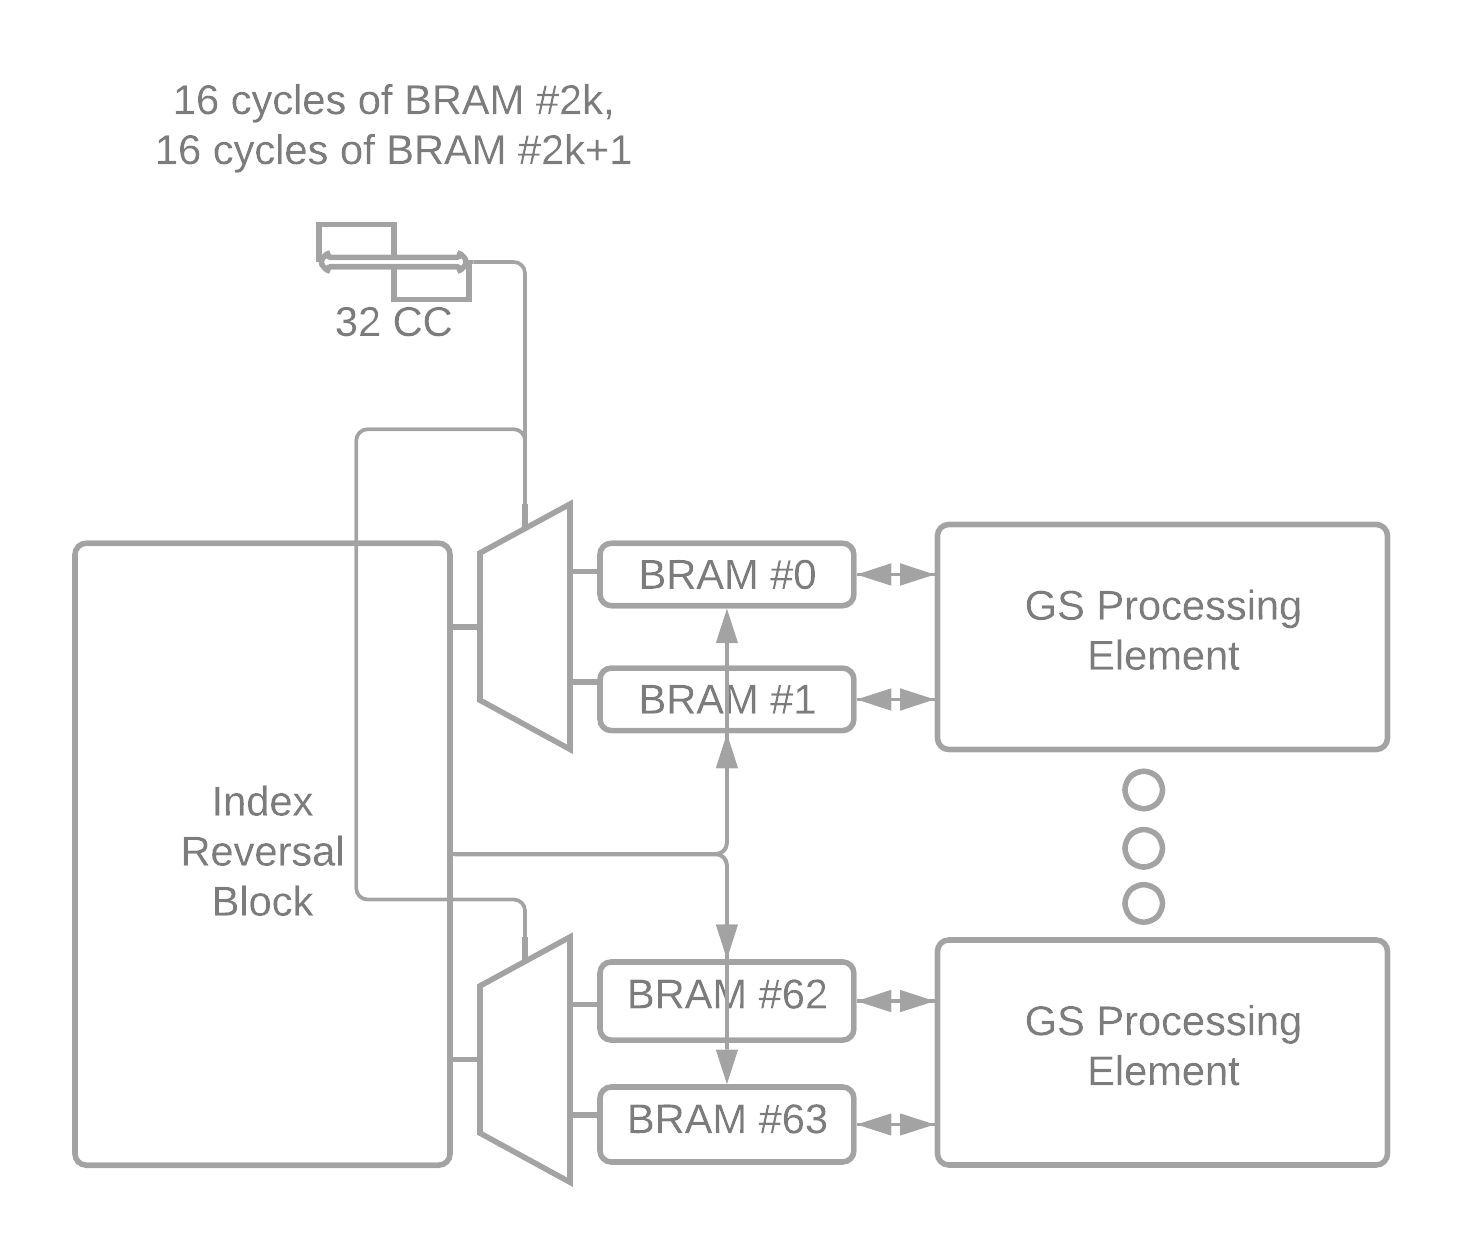 16 cycles of BRAM #2k,
16 cycles of BRAM #2k+1
32 CC
BRAM #0
BRAM #1
GS Processing
Element
Index
Reversal
Block
BRAM #62
BRAM #63
GS Processing
Element